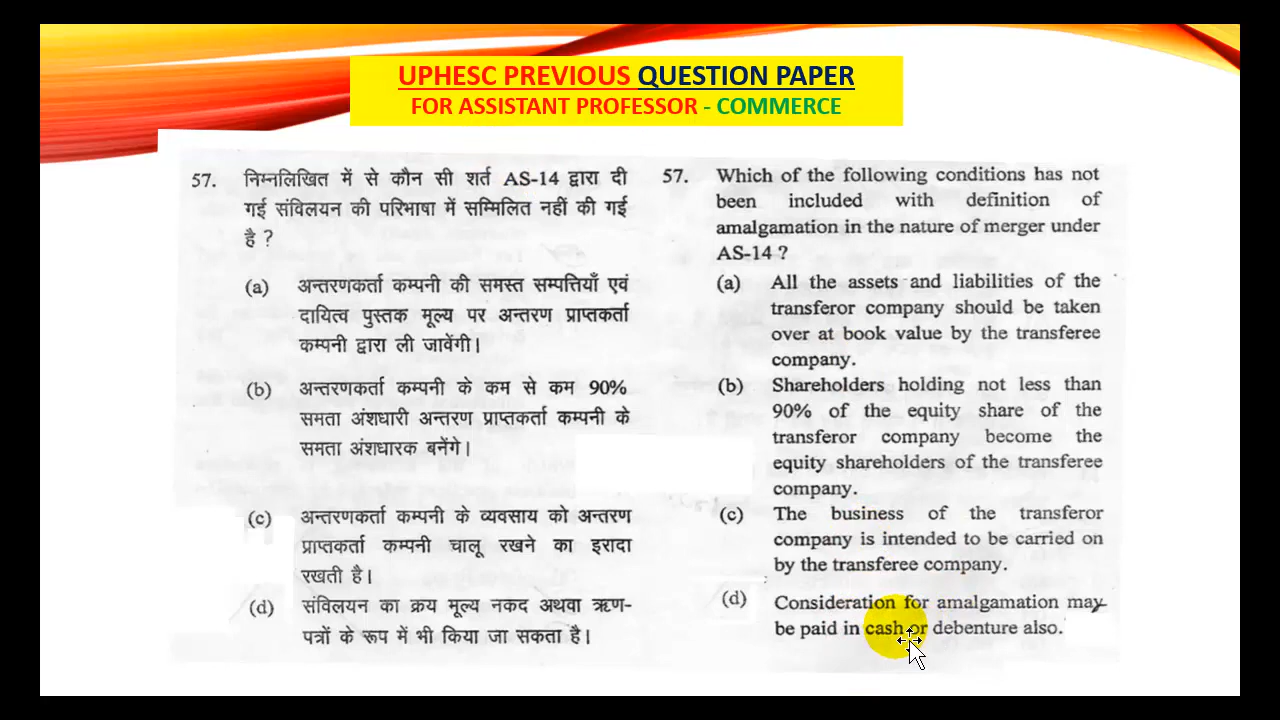 UPHESC PREVIOUS QUESTION PAPER
FOR ASSISTANT PROFESSOR - COMMERCE
57. निम्नलिखित में से कौन सी शर्त AS-14 द्वारा दी
गई संविलयन की परिभाषा में सम्मिलित नहीं की गई
है ?
(a) अन्तरणकर्ता कम्पनी की समस्त सम्पत्तियाँ एवं
दायित्व पुस्तक मूल्य पर अन्तरण प्राप्तकर्ता
कम्पनी द्वारा ली जावेंगी।
(b) अन्तरणकर्ता कम्पनी के कम से कम 90%
समता अंशधारी अन्तरण प्राप्तकर्ता कम्पनी के
समता अंशधारक बनेंगे।
(c) अन्तरणकर्ता कम्पनी के व्यवसाय को अन्तरण
प्राप्तकर्ता कम्पनी चालू रखने का इरादा
रखती है।
(d) संविलयन का क्रय मूल्य नकद अथवा ऋण-
पत्रों के रूप में भी किया जा सकता है।
57. Which of the following conditions has not
been included with definition of
amalgamation in the nature of merger under
AS-14 ?
(a) All the assets and liabilities of the
transferor company should be taken
over at book value by the transferee
company.
(b) Shareholders holding not less than
90% of the equity share of the
transferor company become the
equity shareholders of the transferee
company.
(c) The business of the transferor
company is intended to be carried on
by the transferee company.
(d) Consideration for amalgamation may
be paid in cash or debenture also.